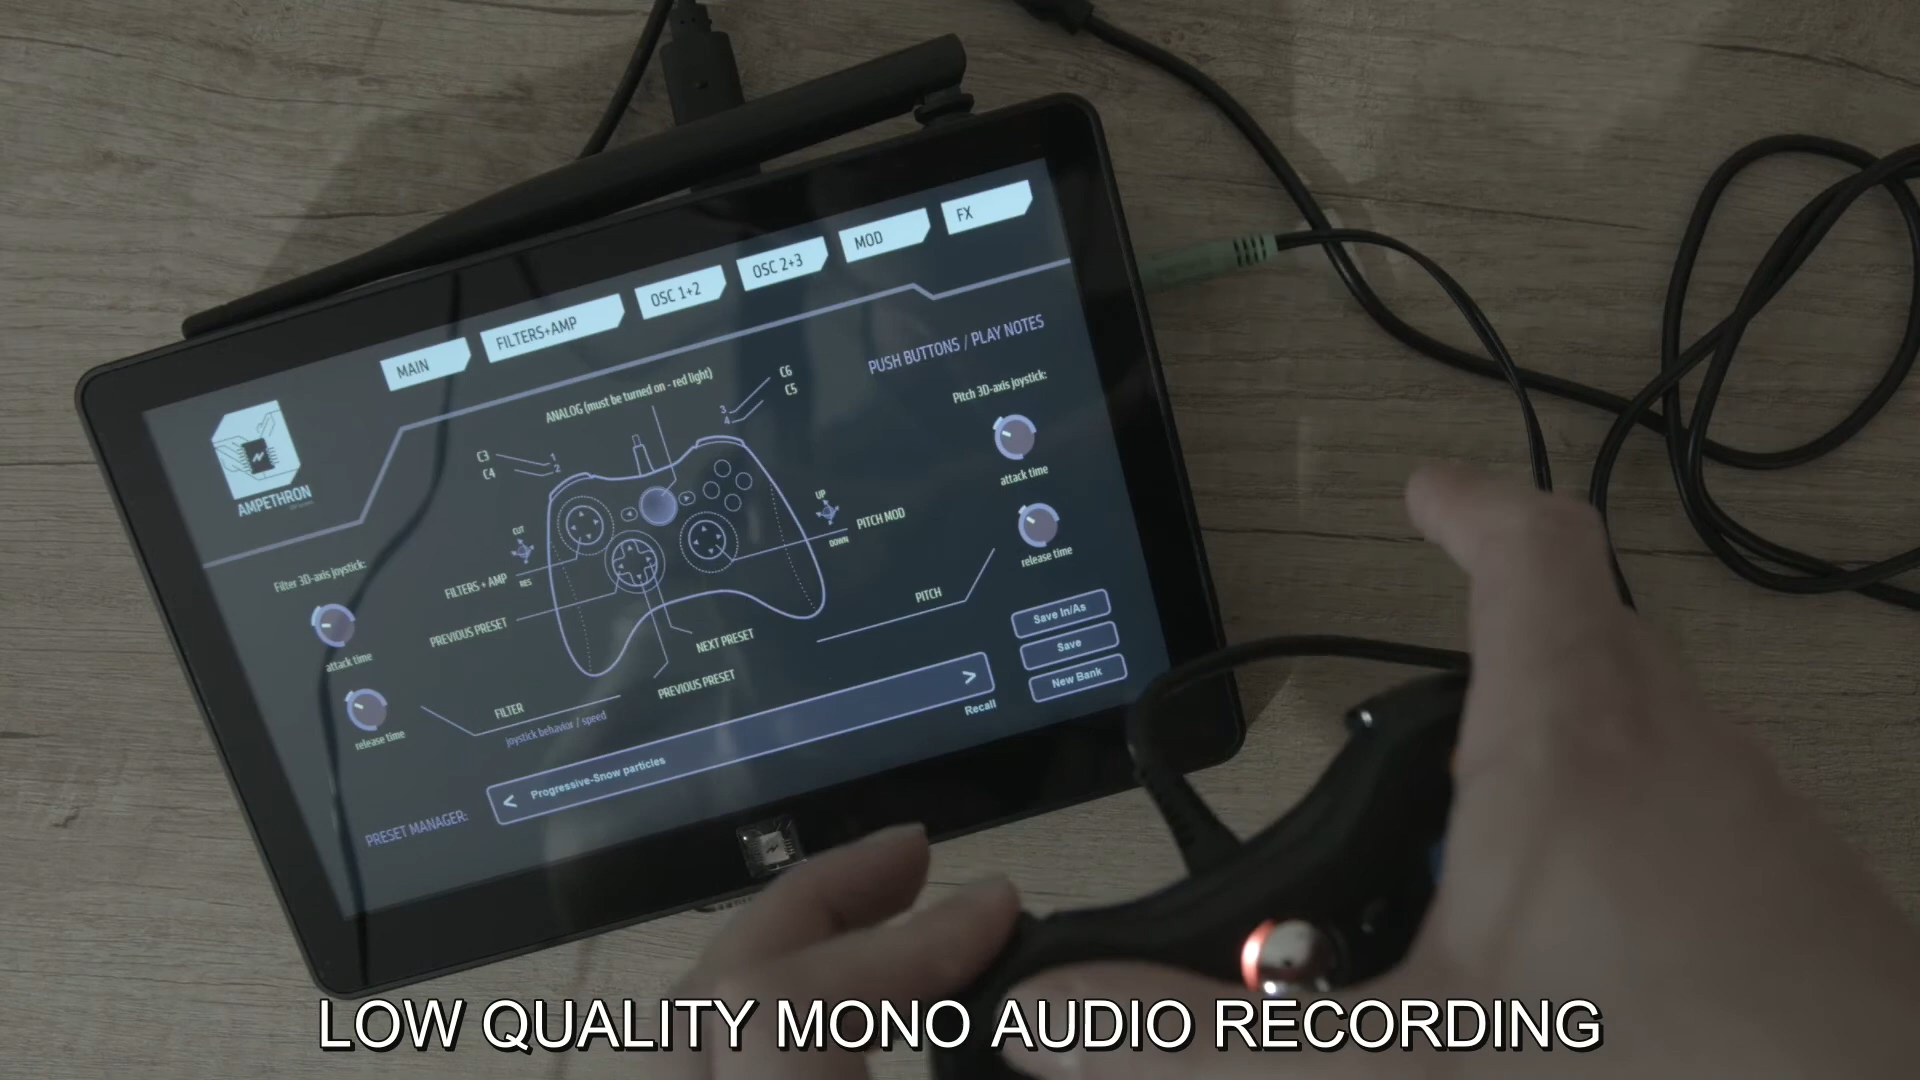 MAIN
FILTERS+AMP
OSC 1+2
OSC 2+3
MOD
FX
AMPETHRON
ANALOG (must be turned on - red light)
PUSH BUTTONS / PLAY NOTES
C6
C5
3
4
C3
C4
1
2
Pitch 3D-axis joystick:
attack time
release time
CUT
RES
UP
DOWN
PITCH MOD
FILTERS + AMP
PREVIOUS PRESET
Filter 3D-axis joystick:
attack time
release time
PITCH
NEXT PRESET
PREVIOUS PRESET
FILTER
joystick behavior / speed
Save In/As
Save
New Bank
>
Recall
< Progressive-Snow particles
PRESET MANAGER:
LOW QUALITY MONO AUDIO RECORDING